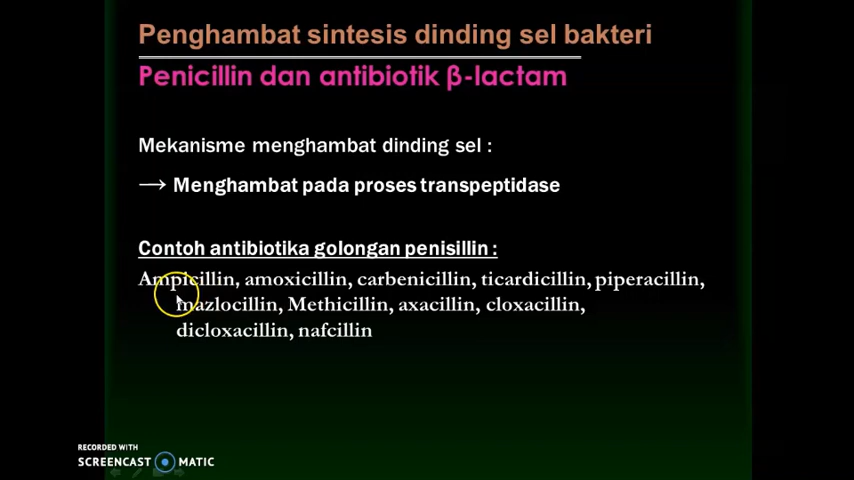 Penghambat sintesis dinding sel bakteri
Penicillin dan antibiotik β-lactam
Mekanisme menghambat dinding sel :
→ Menghambat pada proses transpeptidase
Contoh antibiotika golongan penisillin :
Ampicillin, amoxicillin, carbenicillin, ticardicillin, piperacillin,
mazlocillin, Methicillin, axacillin, cloxacillin,
dicloxacillin, nafcillin
RECORDED WITH
SCREENCAST MATIC